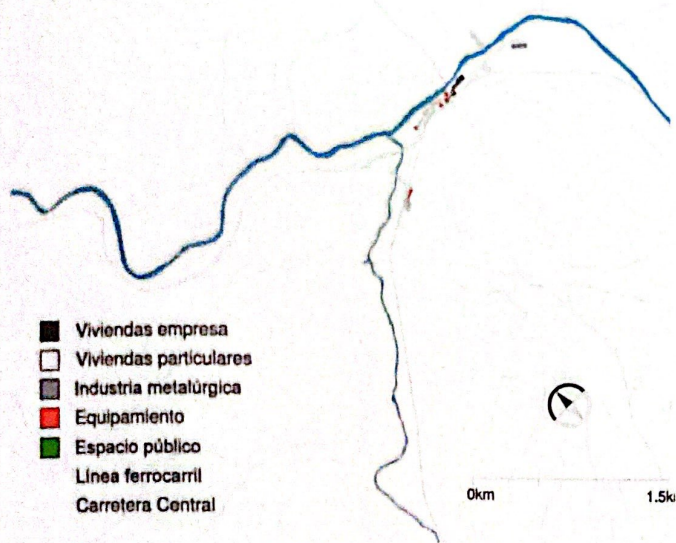 Viviendas empresa
Viviendas particulares
Industria metalúrgica
Equipamiento
Espacio público
Línea ferrocarril
Carretera Central
0km